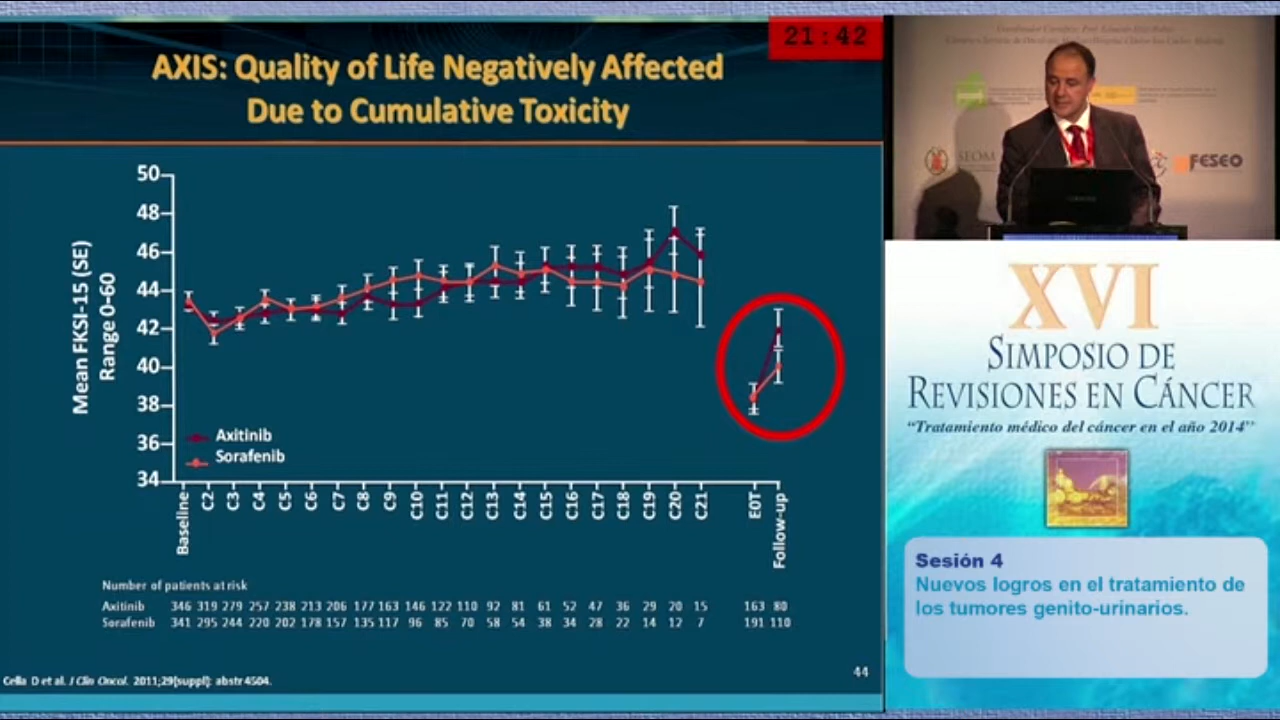 21:42
AXIS: Quality of Life Negatively Affected
Due to Cumulative Toxicity
Mean FKSI-15 (SE)
Range 0-60
50
48
46
44
42
40
38
36
34
Axitinib
Sorafenib
Baseline C2 C3 C4 C5 C6 C7 C8 C9 C10 C11 C12 C13 C14 C15 C16 C17 C18 C19 C20 C21 EOT Follow-up
Number of patients at risk
Axitinib 346 319 279 257 238 213 206 177 163 146 122 110 92 81 61 52 47 36 29 20 15 163 80
Sorafenib 341 295 244 220 202 178 157 135 117 96 85 70 58 54 38 34 28 22 14 12 7 191 110
44
Cella D et al. J Clin Oncol. 2011;29[suppl]: abstr 4504.
SEOM
FESEO
XVI
SIMPOSIO DE
REVISIONES EN CÁNCER
“Tratamiento médico del cáncer en el año 2014”
Sesión 4
Nuevos logros en el tratamiento de
los tumores genito-urinarios.